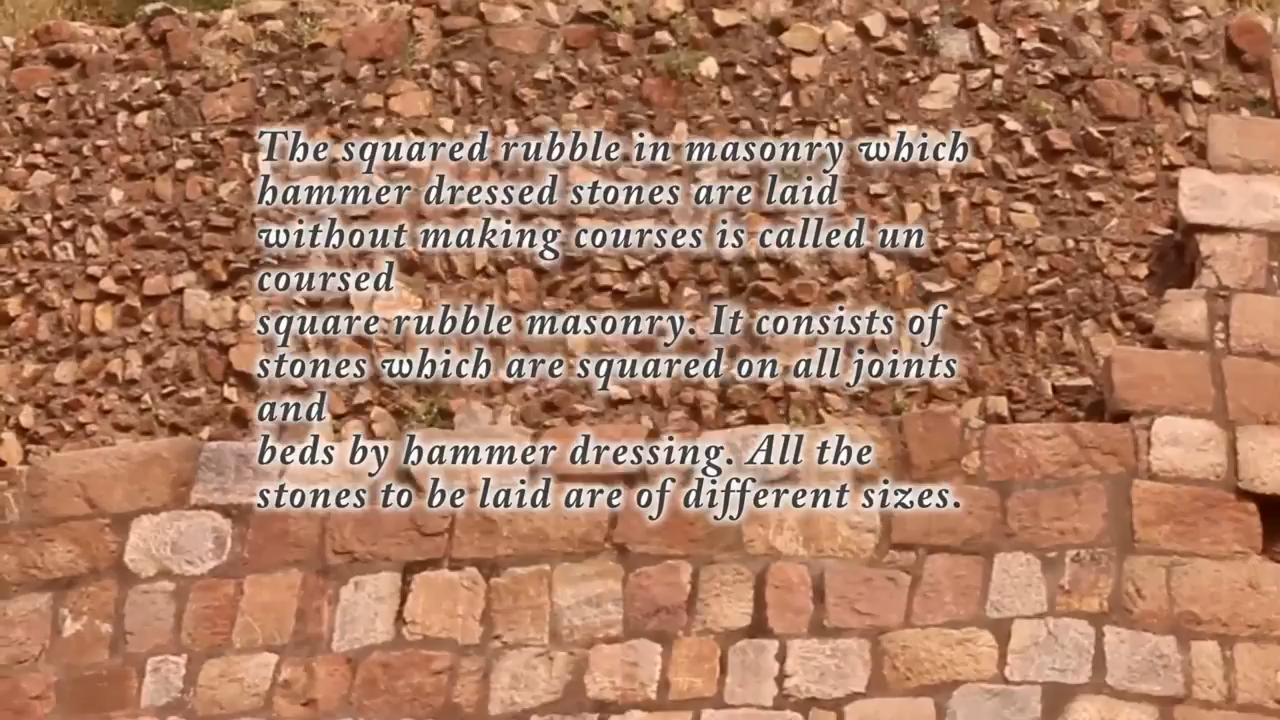 The squared rubble in masonry which
hammer dressed stones are laid
without making courses is called un
coursed
square rubble masonry. It consists of
stones which are squared on all joints
and
beds by hammer dressing. All the
stones to be laid are of different sizes.